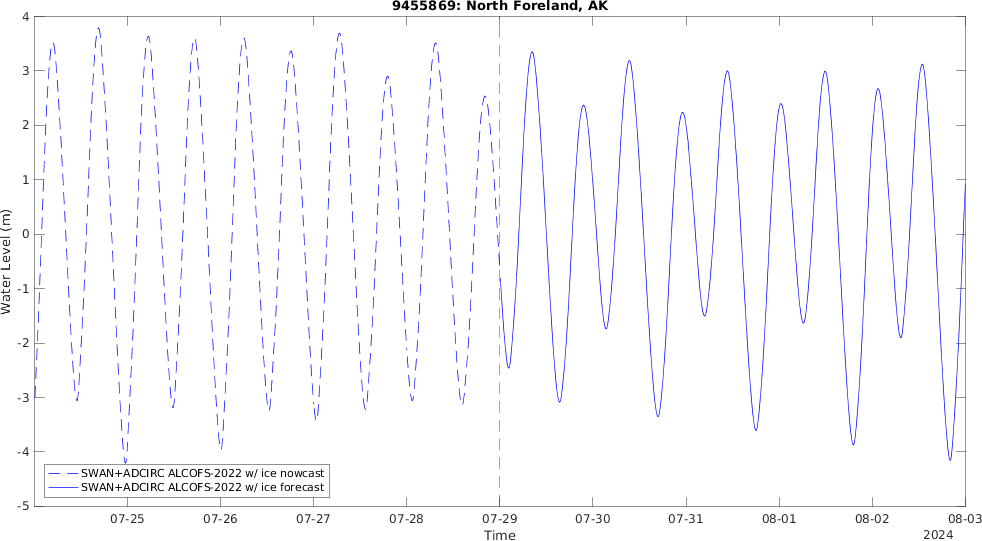 9455869: North Foreland, AK
4
3
2
1
0
-1
-2
-3
-4
-5
Water Level (m)
SWAN+ADCIRC ALCOFS-2022 w/ ice nowcast
SWAN+ADCIRC ALCOFS-2022 w/ ice forecast
07-25 07-26 07-27 07-28 07-29 07-30 07-31 08-01 08-02 08-03
Time
2024